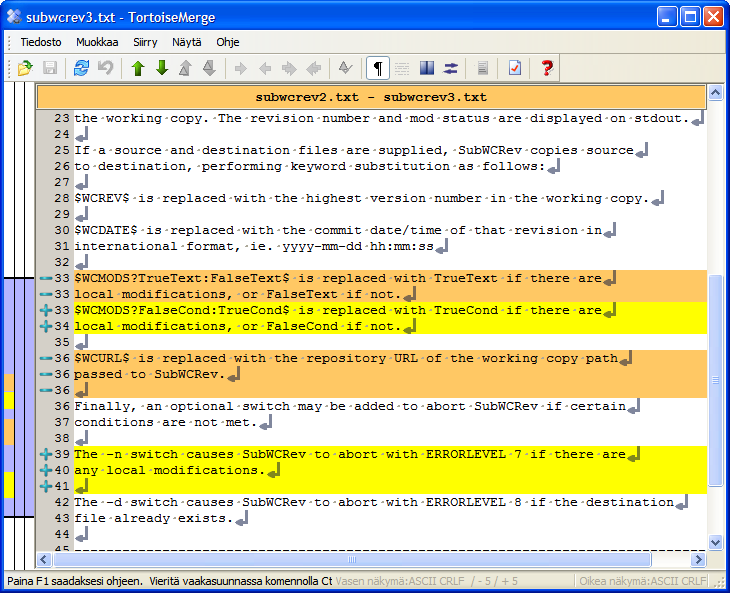 subwcrev3.txt - TortoiseMerge
Tiedosto Muokkaa Siirry Näytä Ohje
subwcrev2.txt - subwcrev3.txt
23 the working copy. The revision number and mod status are displayed on stdout.
24
25 If a source and destination files are supplied, SubWCRev copies source
26 to destination, performing keyword substitution as follows:
27
28 $WCREV$ is replaced with the highest version number in the working copy.
29
30 $WCDATE$ is replaced with the commit date/time of that revision in
31 international format, ie. yyyy-mm-dd hh:mm:ss
32
33 $WCMODS?TrueText:FalseText$ is replaced with TrueText if there are
33 local modifications, or FalseText if not.
33 $WCMODS?FalseCond:TrueCond$ is replaced with TrueCond if there are
34 local modifications, or FalseCond if not.
35
36 $WCURL$ is replaced with the repository URL of the working copy path
36 passed to SubWCRev.
36
36 Finally, an optional switch may be added to abort SubWCRev if certain
37 conditions are not met.
38
39 The -n switch causes SubWCRev to abort with ERRORLEVEL 7 if there are
40 any local modifications.
41
42 The -d switch causes SubWCRev to abort with ERRORLEVEL 8 if the destination
43 file already exists.
44
45
Paina F1 saadaksesi ohjeen. Vieritä vaakasuunnassa komennolla Ct Vasen näkymä:ASCII CRLF / - 5 / + 5 Oikea näkymä:ASCII CRLF